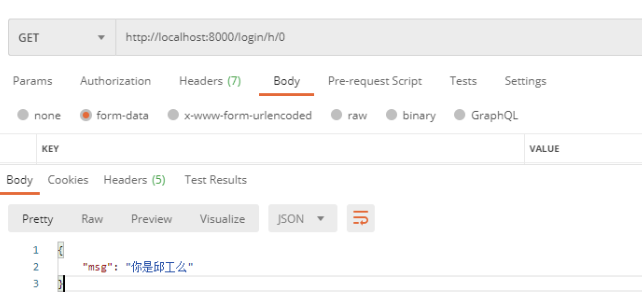 GET http://localhost:8000/login/h/0
Params Authorization Headers (7) Body Pre-request Script Tests Settings
none form-data x-www-form-urlencoded raw binary GraphQL
KEY VALUE
Body Cookies Headers (5) Test Results
Pretty Raw Preview Visualize JSON
1 {
2 "msg": "你是邱工么"
3 }